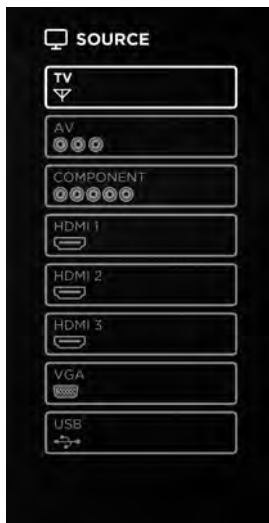 SOURCE
TV
AV
COMPONENT
HDMI 1
HDMI 2
HDMI 3
VGA
USB